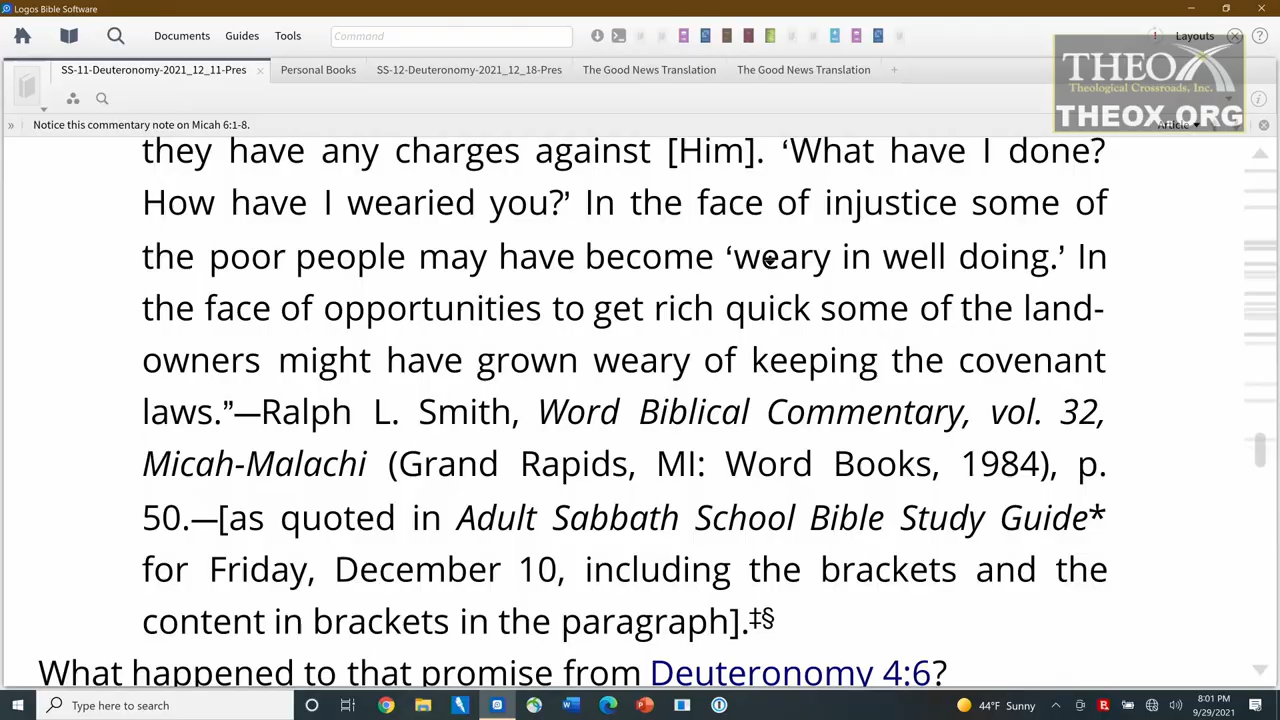 Logos Bible Software
Documents Guides Tools Command Layouts
SS-11-Deuteronomy-2021_12_11-Pres Personal Books SS-12-Deuteronomy-2021_12_18-Pres The Good News Translation The Good News Translation
THEOX
Theological Crossroads, Inc.
THEOX.ORG
Notice this commentary note on Micah 6:1-8. Article
they have any charges against [Him]. ‘What have I done?
How have I wearied you?’ In the face of injustice some of
the poor people may have become ‘weary in well doing.’ In
the face of opportunities to get rich quick some of the land-
owners might have grown weary of keeping the covenant
laws.”—Ralph L. Smith, Word Biblical Commentary, vol. 32,
Micah-Malachi (Grand Rapids, MI: Word Books, 1984), p.
50.—[as quoted in Adult Sabbath School Bible Study Guide*
for Friday, December 10, including the brackets and the
content in brackets in the paragraph].‡§
What happened to that promise from Deuteronomy 4:6?
Type here to search 44°F Sunny 8:01 PM
9/29/2021